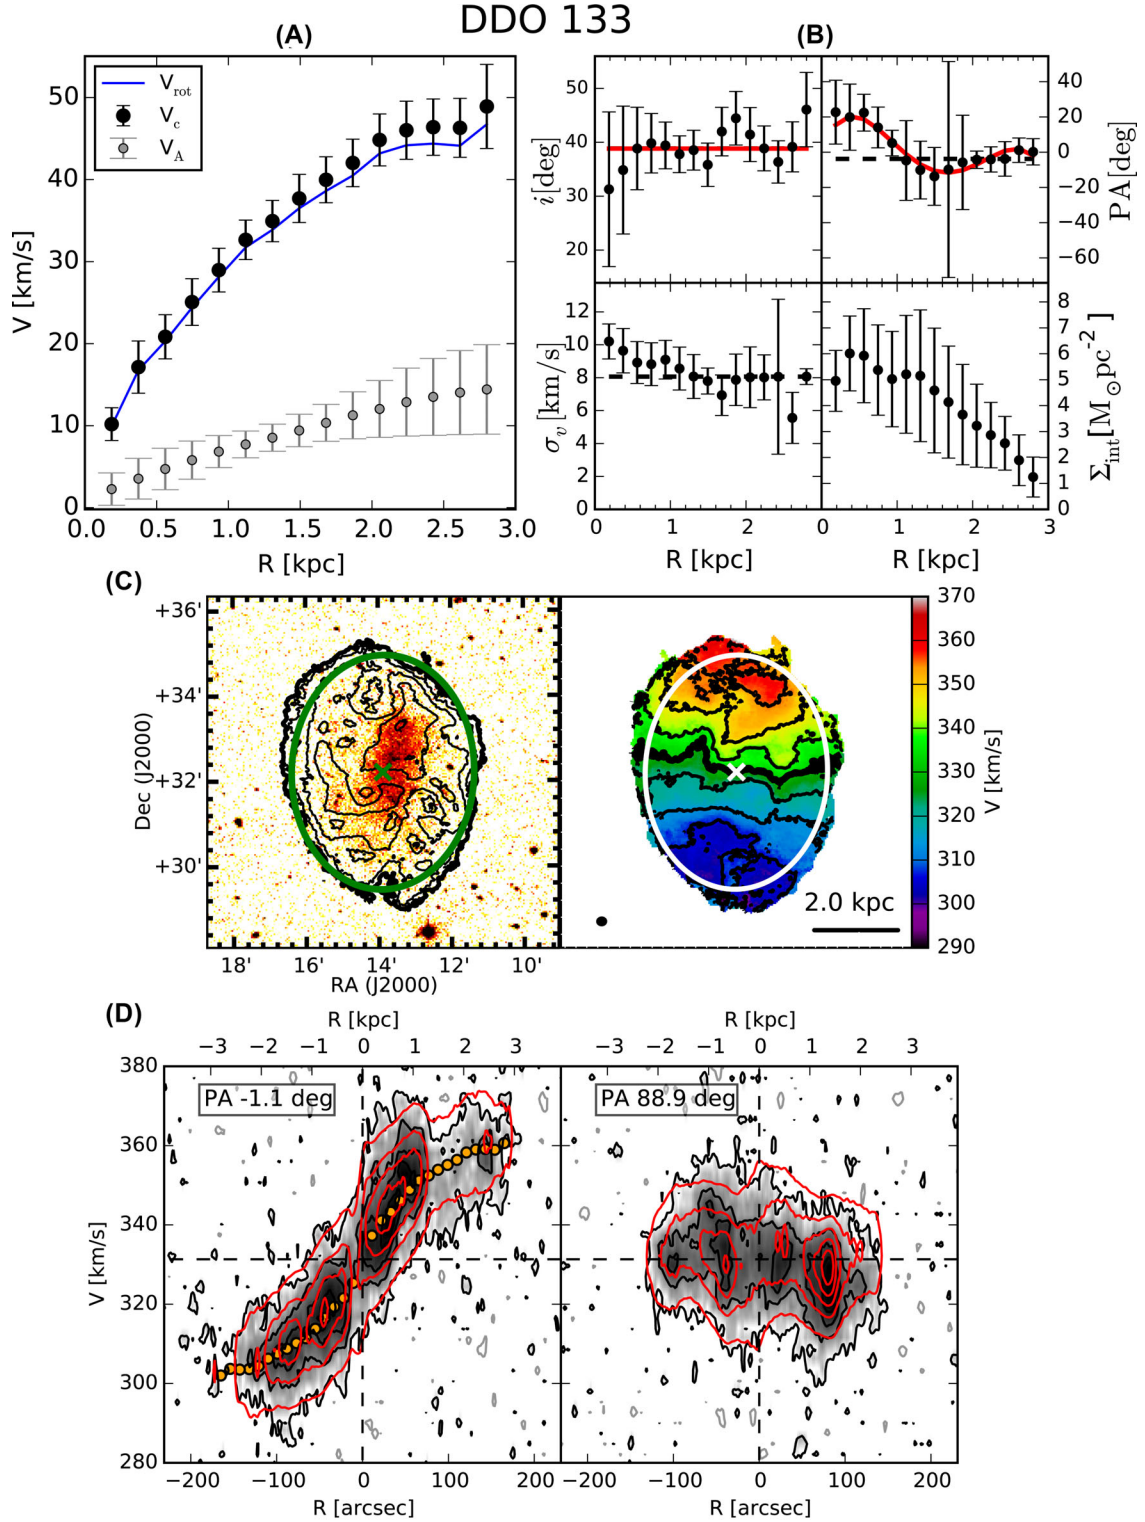 DDO 133
(A)
(B)
V_rot
V_c
V_A
50
40
30
20
10
0
V [km/s]
0.0 0.5 1.0 1.5 2.0 2.5 3.0
R [kpc]
50
40
30
20
i[deg]
40
20
0
−20
−40
−60
PA[deg]
12
10
8
6
4
2
0
σ_v[km/s]
8
7
6
5
4
3
2
1
0
Σ_int[M_⊙pc^-2]
0 1 2
0 1 2 3
R [kpc]
R [kpc]
(C)
+36'
+34'
+32'
+30'
Dec (J2000)
18' 16' 14' 12' 10'
RA (J2000)
2.0 kpc
370
360
350
340
330
320
310
300
290
V [km/s]
(D)
R [kpc]
R [kpc]
−3 −2 −1 0 1 2 3
−3 −2 −1 0 1 2 3
PA -1.1 deg
PA 88.9 deg
380
360
340
320
300
280
V [km/s]
−200 −100 0 100 200
−200 −100 0 100 200
R [arcsec]
R [arcsec]